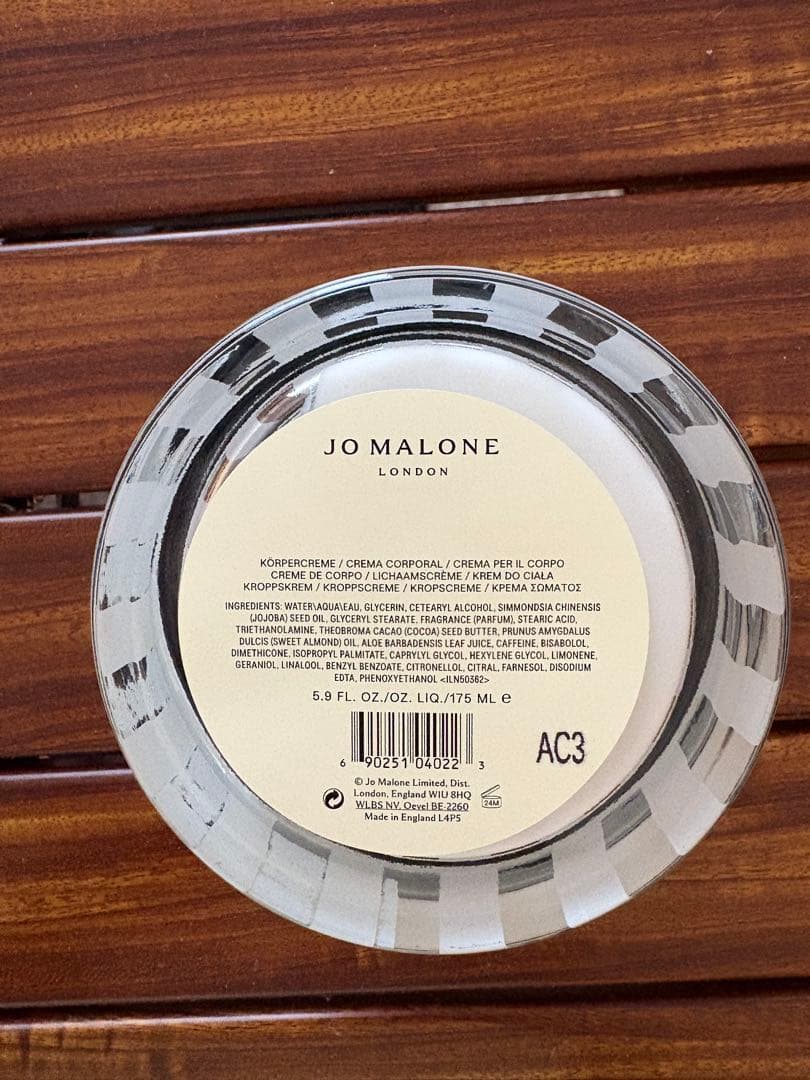 JO MALONE
LONDON
KÖRPERCREME / CREMA CORPORAL / CREMA PER IL CORPO
CREME DE CORPO / LICHAAMSCRÈME / KREM DO CIAŁA
KROPPSKREM / KROPPSCREME / KROPSCREME / ΚΡΕΜΑ ΣΩΜΑΤΟΣ
INGREDIENTS: WATER\AQUA\EAU, GLYCERIN, CETEARYL ALCOHOL, SIMMONDSIA CHINENSIS
(JOJOBA) SEED OIL, GLYCERYL STEARATE, FRAGRANCE (PARFUM), STEARIC ACID,
TRIETHANOLAMINE, THEOBROMA CACAO (COCOA) SEED BUTTER, PRUNUS AMYGDALUS
DULCIS (SWEET ALMOND) OIL, ALOE BARBADENSIS LEAF JUICE, CAFFEINE, BISABOLOL,
DIMETHICONE, ISOPROPYL PALMITATE, CAPRYLYL GLYCOL, HEXYLENE GLYCOL, LIMONENE,
GERANIOL, LINALOOL, BENZYL BENZOATE, CITRONELLOL, CITRAL, FARNESOL, DISODIUM
EDTA, PHENOXYETHANOL <ILN50362>
5.9 FL. OZ./OZ. LIQ./175 ML e
6 90251 04022 3
AC3
© Jo Malone Limited, Dist.
London, England W1U 8HQ
WLBS NV. Oevel BE-2260
Made in England L4P5
24M